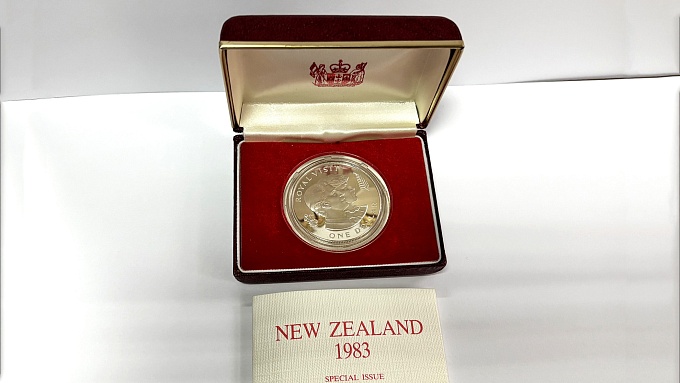 ROYAL VISIT
ONE D
NEW ZEALAND
1983
SPECIAL ISSUE